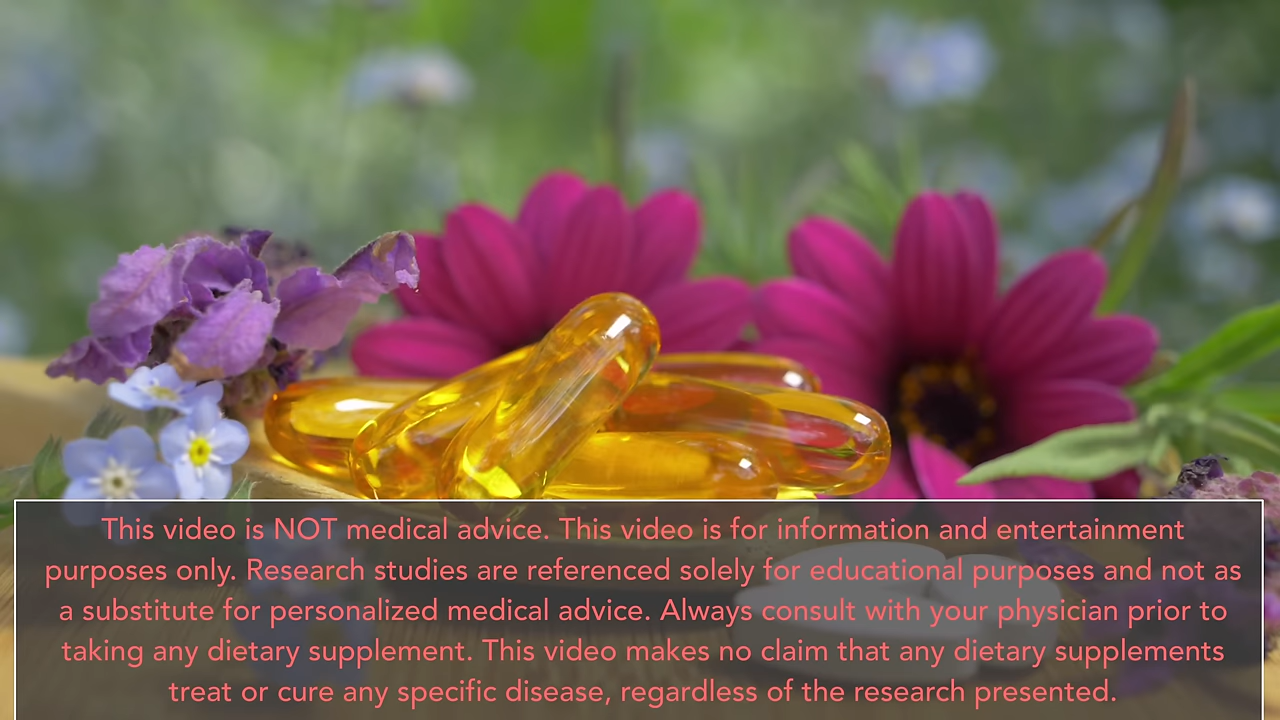 This video is NOT medical advice. This video is for information and entertainment
purposes only. Research studies are referenced solely for educational purposes and not as
a substitute for personalized medical advice. Always consult with your physician prior to
taking any dietary supplement. This video makes no claim that any dietary supplements
treat or cure any specific disease, regardless of the research presented.